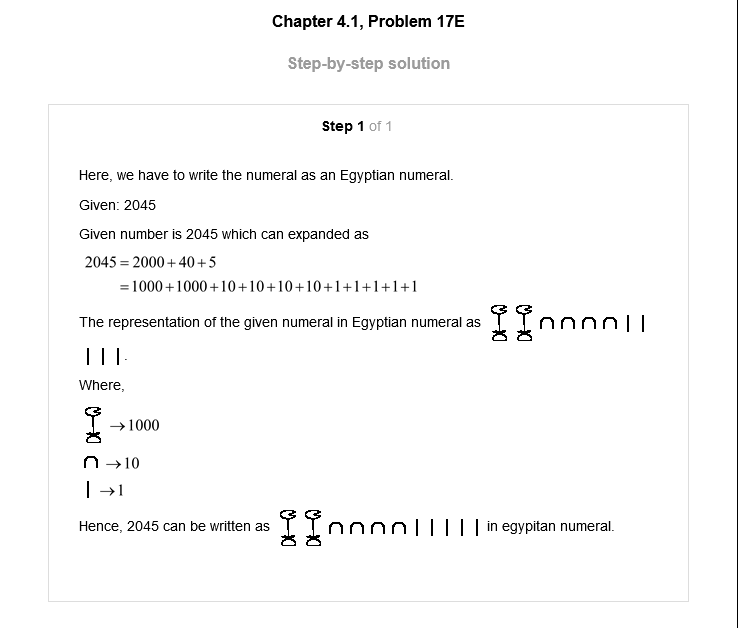 Chapter 4.1, Problem 17E
Step-by-step solution
Step 1 of 1
Here, we have to write the numeral as an Egyptian numeral.
Given: 2045
Given number is 2045 which can expanded as
2045 = 2000 + 40 + 5
= 1000 + 1000 + 10 + 10 + 10 + 10 + 1 + 1 + 1 + 1 + 1
The representation of the given numeral in Egyptian numeral as 𓆼 𓆼 ∩ ∩ ∩ ∩ | |
| | | .
Where,
𓆼 → 1000
∩ → 10
| → 1
Hence, 2045 can be written as 𓆼 𓆼 ∩ ∩ ∩ ∩ | | | | | in egypitan numeral.